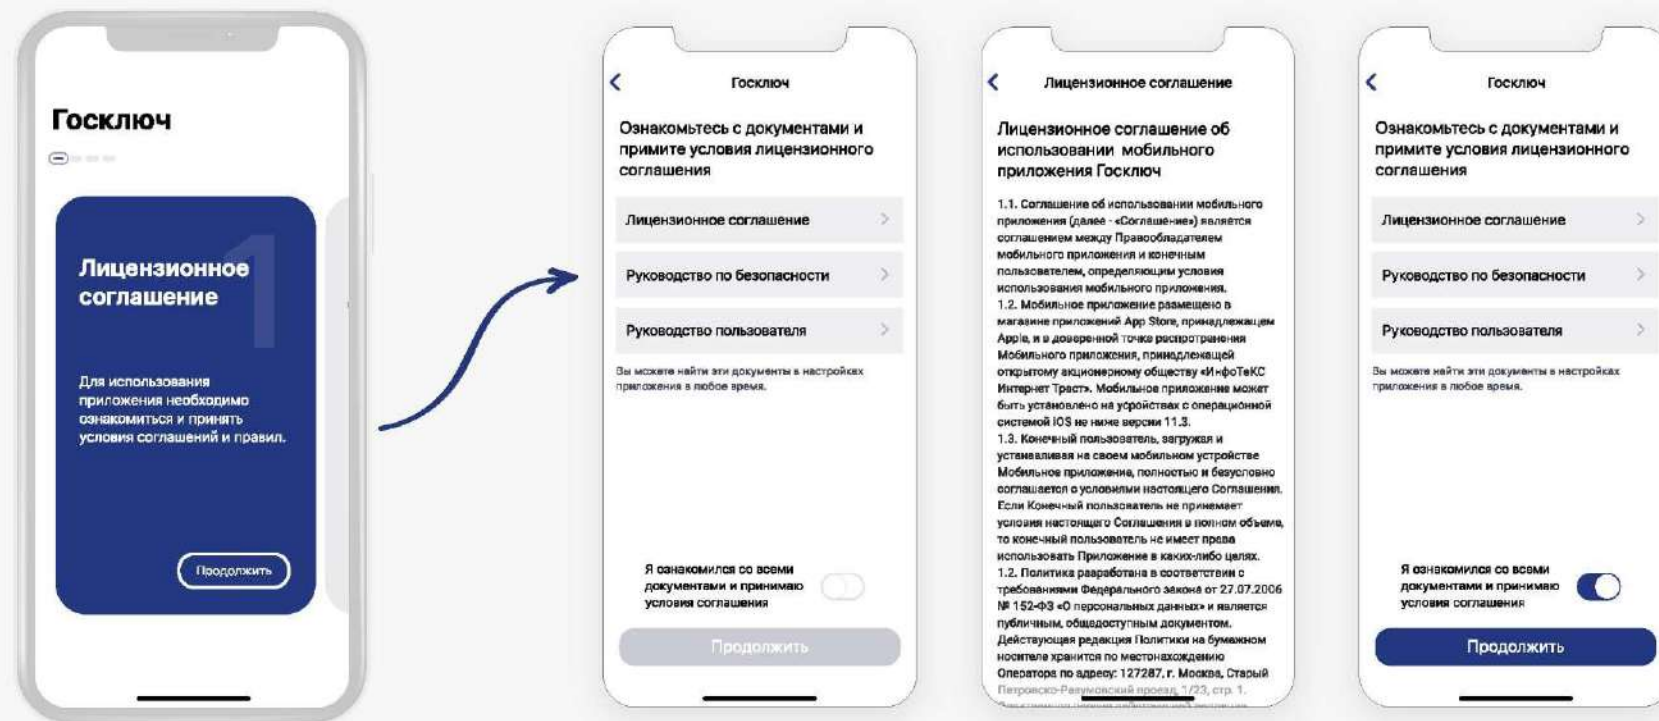 Госключ
1
Лицензионное
соглашение
Для использования
приложения необходимо
ознакомиться и принять
условия соглашений и правил.
Продолжить
Госключ
Ознакомьтесь с документами и
примите условия лицензионного
соглашения
Лицензионное соглашение
Руководство по безопасности
Руководство пользователя
Вы можете найти эти документы в настройках
приложения в любое время.
Я ознакомился со всеми
документами и принимаю
условия соглашения
Продолжить
Лицензионное соглашение
Лицензионное соглашение об
использовании мобильного
приложения Госключ
1.1. Соглашение об использовании мобильного
приложения (далее - «Соглашение») является
соглашением между Правообладателем
мобильного приложения и конечным
пользователем, определяющим условия
использования мобильного приложения.
1.2. Мобильное приложение размещено в
магазине приложений App Store, принадлежащем
Apple, и в доверенной точке распространения
Мобильного приложения, принадлежащей
открытому акционерному обществу «ИнфоТеКС
Интернет Траст». Мобильное приложение может
быть установлено на усройствах с операционной
системой iOS не ниже версии 11.3.
1.3. Конечный пользователь, загружая и
устанавливая на своем мобильном устройстве
Мобильное приложение, полностью и безусловно
соглашается с условиями настоящего Соглашения.
Если Конечный пользователь не принемает
условия настоящего Соглашения в полном объеме,
то конечный пользователь не имеет права
использовать Приложение в каких-либо целях.
1.2. Политика разработана в соответствии с
требованиями Федерального закона от 27.07.2006
№ 152-ФЗ «О персональных данных» и является
публичным, общедоступным документом.
Действующая редакция Политики на бумажном
носителе хранится по местонахождению
Оператора по адресу: 127287, г. Москва, Старый
Петровско-Разумовский проезд, 1/23, стр. 1.
Госключ
Ознакомьтесь с документами и
примите условия лицензионного
соглашения
Лицензионное соглашение
Руководство по безопасности
Руководство пользователя
Вы можете найти эти документы в настройках
приложения в любое время.
Я ознакомился со всеми
документами и принимаю
условия соглашения
Продолжить